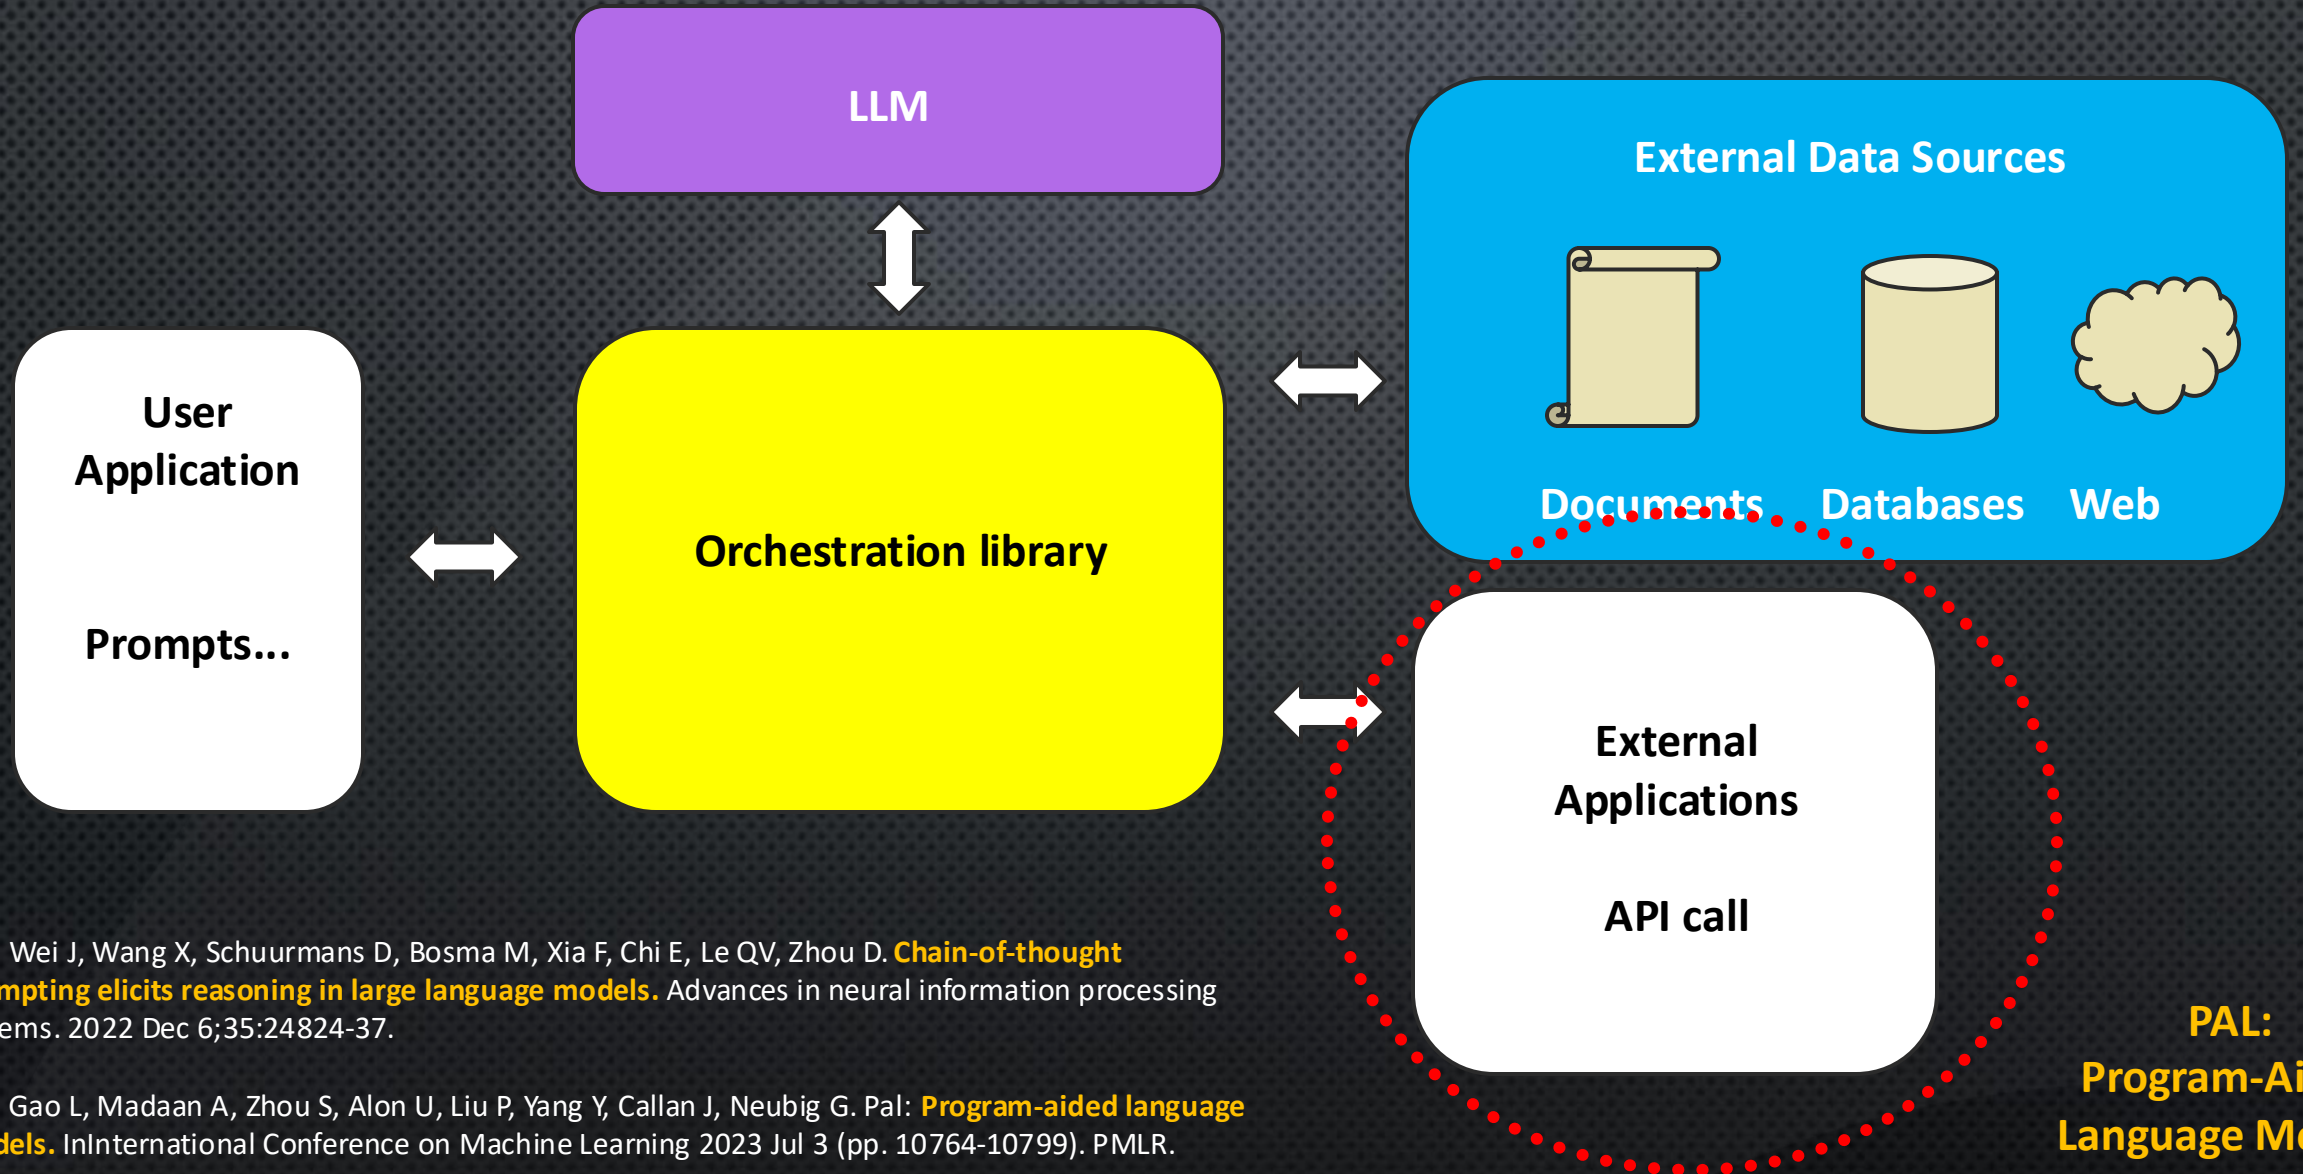 LLM
External Data Sources
Documents Databases Web
User
Application
Prompts...
Orchestration library
External
Applications
API call
Wei J, Wang X, Schuurmans D, Bosma M, Xia F, Chi E, Le QV, Zhou D. Chain-of-thought
mpting elicits reasoning in large language models. Advances in neural information processing
ems. 2022 Dec 6;35:24824-37.
Gao L, Madaan A, Zhou S, Alon U, Liu P, Yang Y, Callan J, Neubig G. Pal: Program-aided language
dels. InInternational Conference on Machine Learning 2023 Jul 3 (pp. 10764-10799). PMLR.
PAL:
Program-Ai
Language M